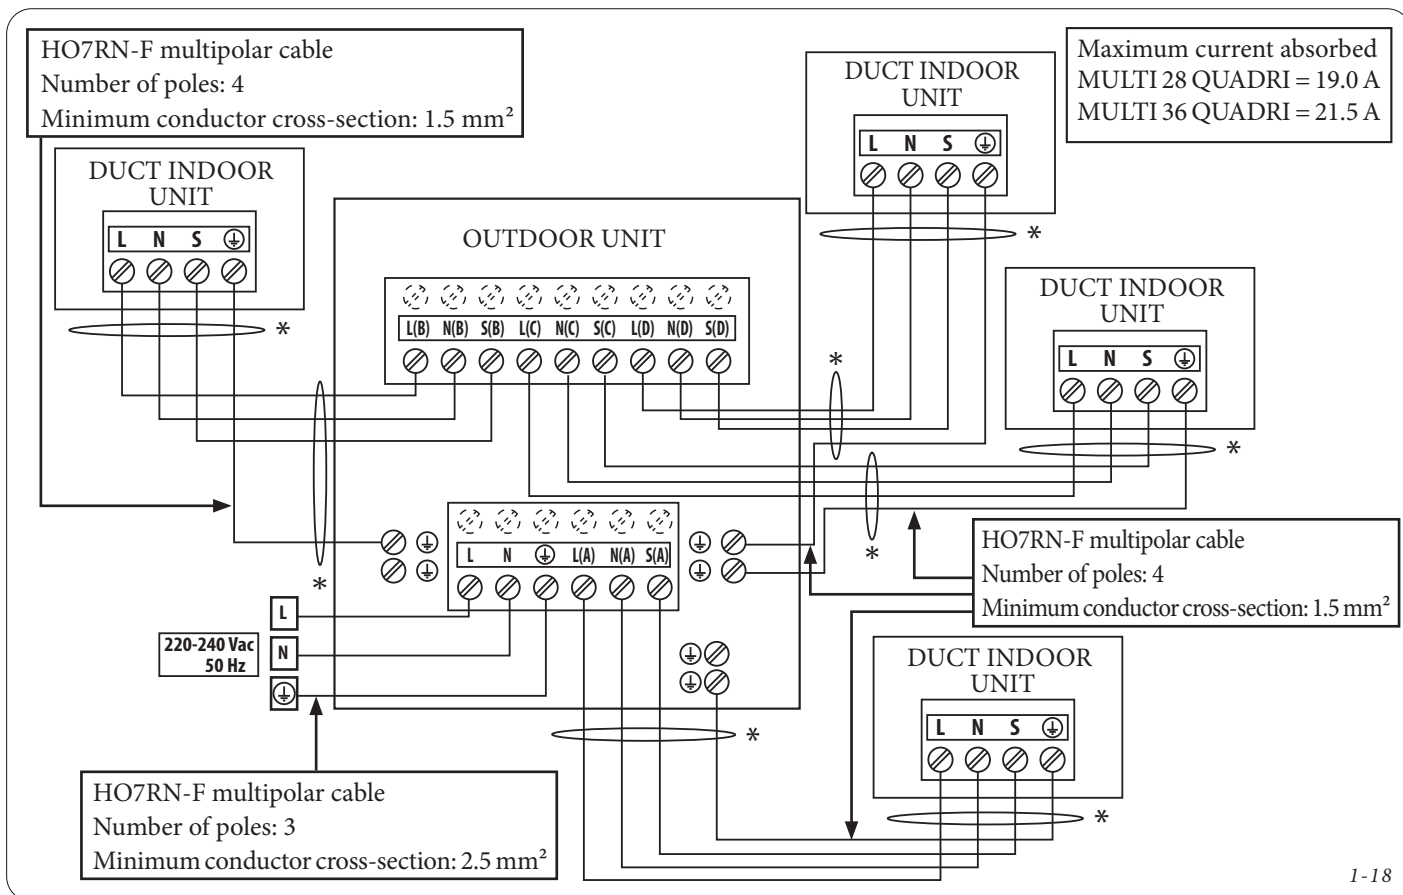 HO7RN-F multipolar cable
Number of poles: 4
Minimum conductor cross-section: 1.5 mm²
DUCT INDOOR
UNIT
L N S
*
Maximum current absorbed
MULTI 28 QUADRI = 19.0 A
MULTI 36 QUADRI = 21.5 A
DUCT INDOOR
UNIT
L N S
*
OUTDOOR UNIT
L(B) N(B) S(B) L(C) N(C) S(C) L(D) N(D) S(D)
DUCT INDOOR
UNIT
L N S
*
*
*
*
L N L(A) N(A) S(A)
HO7RN-F multipolar cable
Number of poles: 4
Minimum conductor cross-section: 1.5 mm²
220-240 Vac
50 Hz
L
N
DUCT INDOOR
UNIT
L N S
*
*
HO7RN-F multipolar cable
Number of poles: 3
Minimum conductor cross-section: 2.5 mm²
1-18